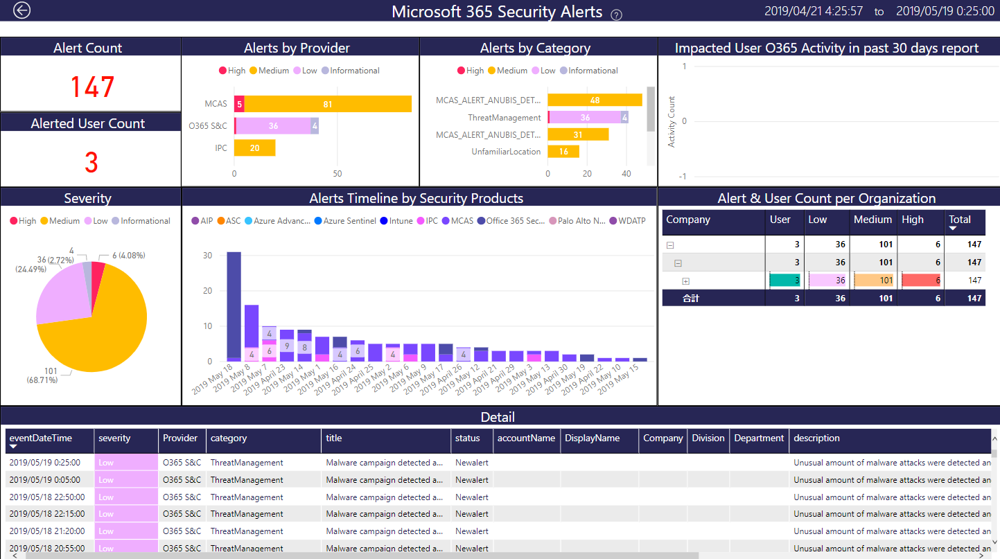 Microsoft 365 Security Alerts ?
2019/04/21 4:25:57 to 2019/05/19 0:25:00
Alert Count
147
Alerted User Count
3
Alerts by Provider
High Medium Low Informational
MCAS 5 81
O365 S&C 36 4
IPC 20
0 50
Alerts by Category
High Medium Low Informational
MCAS_ALERT_ANUBIS_DET... 48
ThreatManagement 36 4
MCAS_ALERT_ANUBIS_DET... 31
UnfamiliarLocation 16
0 20 40
Impacted User O365 Activity in past 30 days report
Activity Count
1
0
-1
Severity
High Medium Low Informational
4
(2.72%)
6 (4.08%)
36
(24.49%)
101
(68.71%)
Alerts Timeline by Security Products
AIP ASC Azure Advanc... Azure Sentinel Intune IPC MCAS Office 365 Sec... Palo Alto N... WDATP
30
20
10
0
4 4 6 9 8 4 6 4 4
2019 May 18
2019 May 8
2019 May 7
2019 April 23
2019 May 14
2019 May 1
2019 May 16
2019 April 24
2019 April 25
2019 May 2
2019 May 6
2019 May 9
2019 May 17
2019 April 26
2019 May 12
2019 April 21
2019 April 29
2019 May 3
2019 May 13
2019 April 30
2019 May 19
2019 April 22
2019 May 10
2019 May 15
Alert & User Count per Organization
Company User Low Medium High Total
3 36 101 6 147
3 36 101 6 147
3 36 101 6 147
合計 3 36 101 6 147
Detail
eventDateTime severity Provider category title status accountName DisplayName Company Division Department description
2019/05/19 0:25:00 Low O365 S&C ThreatManagement Malware campaign detected a... Newalert Unusual amount of malware attacks were detected an
2019/05/19 0:05:00 Low O365 S&C ThreatManagement Malware campaign detected a... Newalert Unusual amount of malware attacks were detected an
2019/05/18 22:50:00 Low O365 S&C ThreatManagement Malware campaign detected a... Newalert Unusual amount of malware attacks were detected an
2019/05/18 22:15:00 Low O365 S&C ThreatManagement Malware campaign detected a... Newalert Unusual amount of malware attacks were detected an
2019/05/18 21:20:00 Low O365 S&C ThreatManagement Malware campaign detected a... Newalert Unusual amount of malware attacks were detected an
2019/05/18 20:55:00 Low O365 S&C ThreatManagement Malware campaign detected a... Newalert Unusual amount of malware attacks were detected an